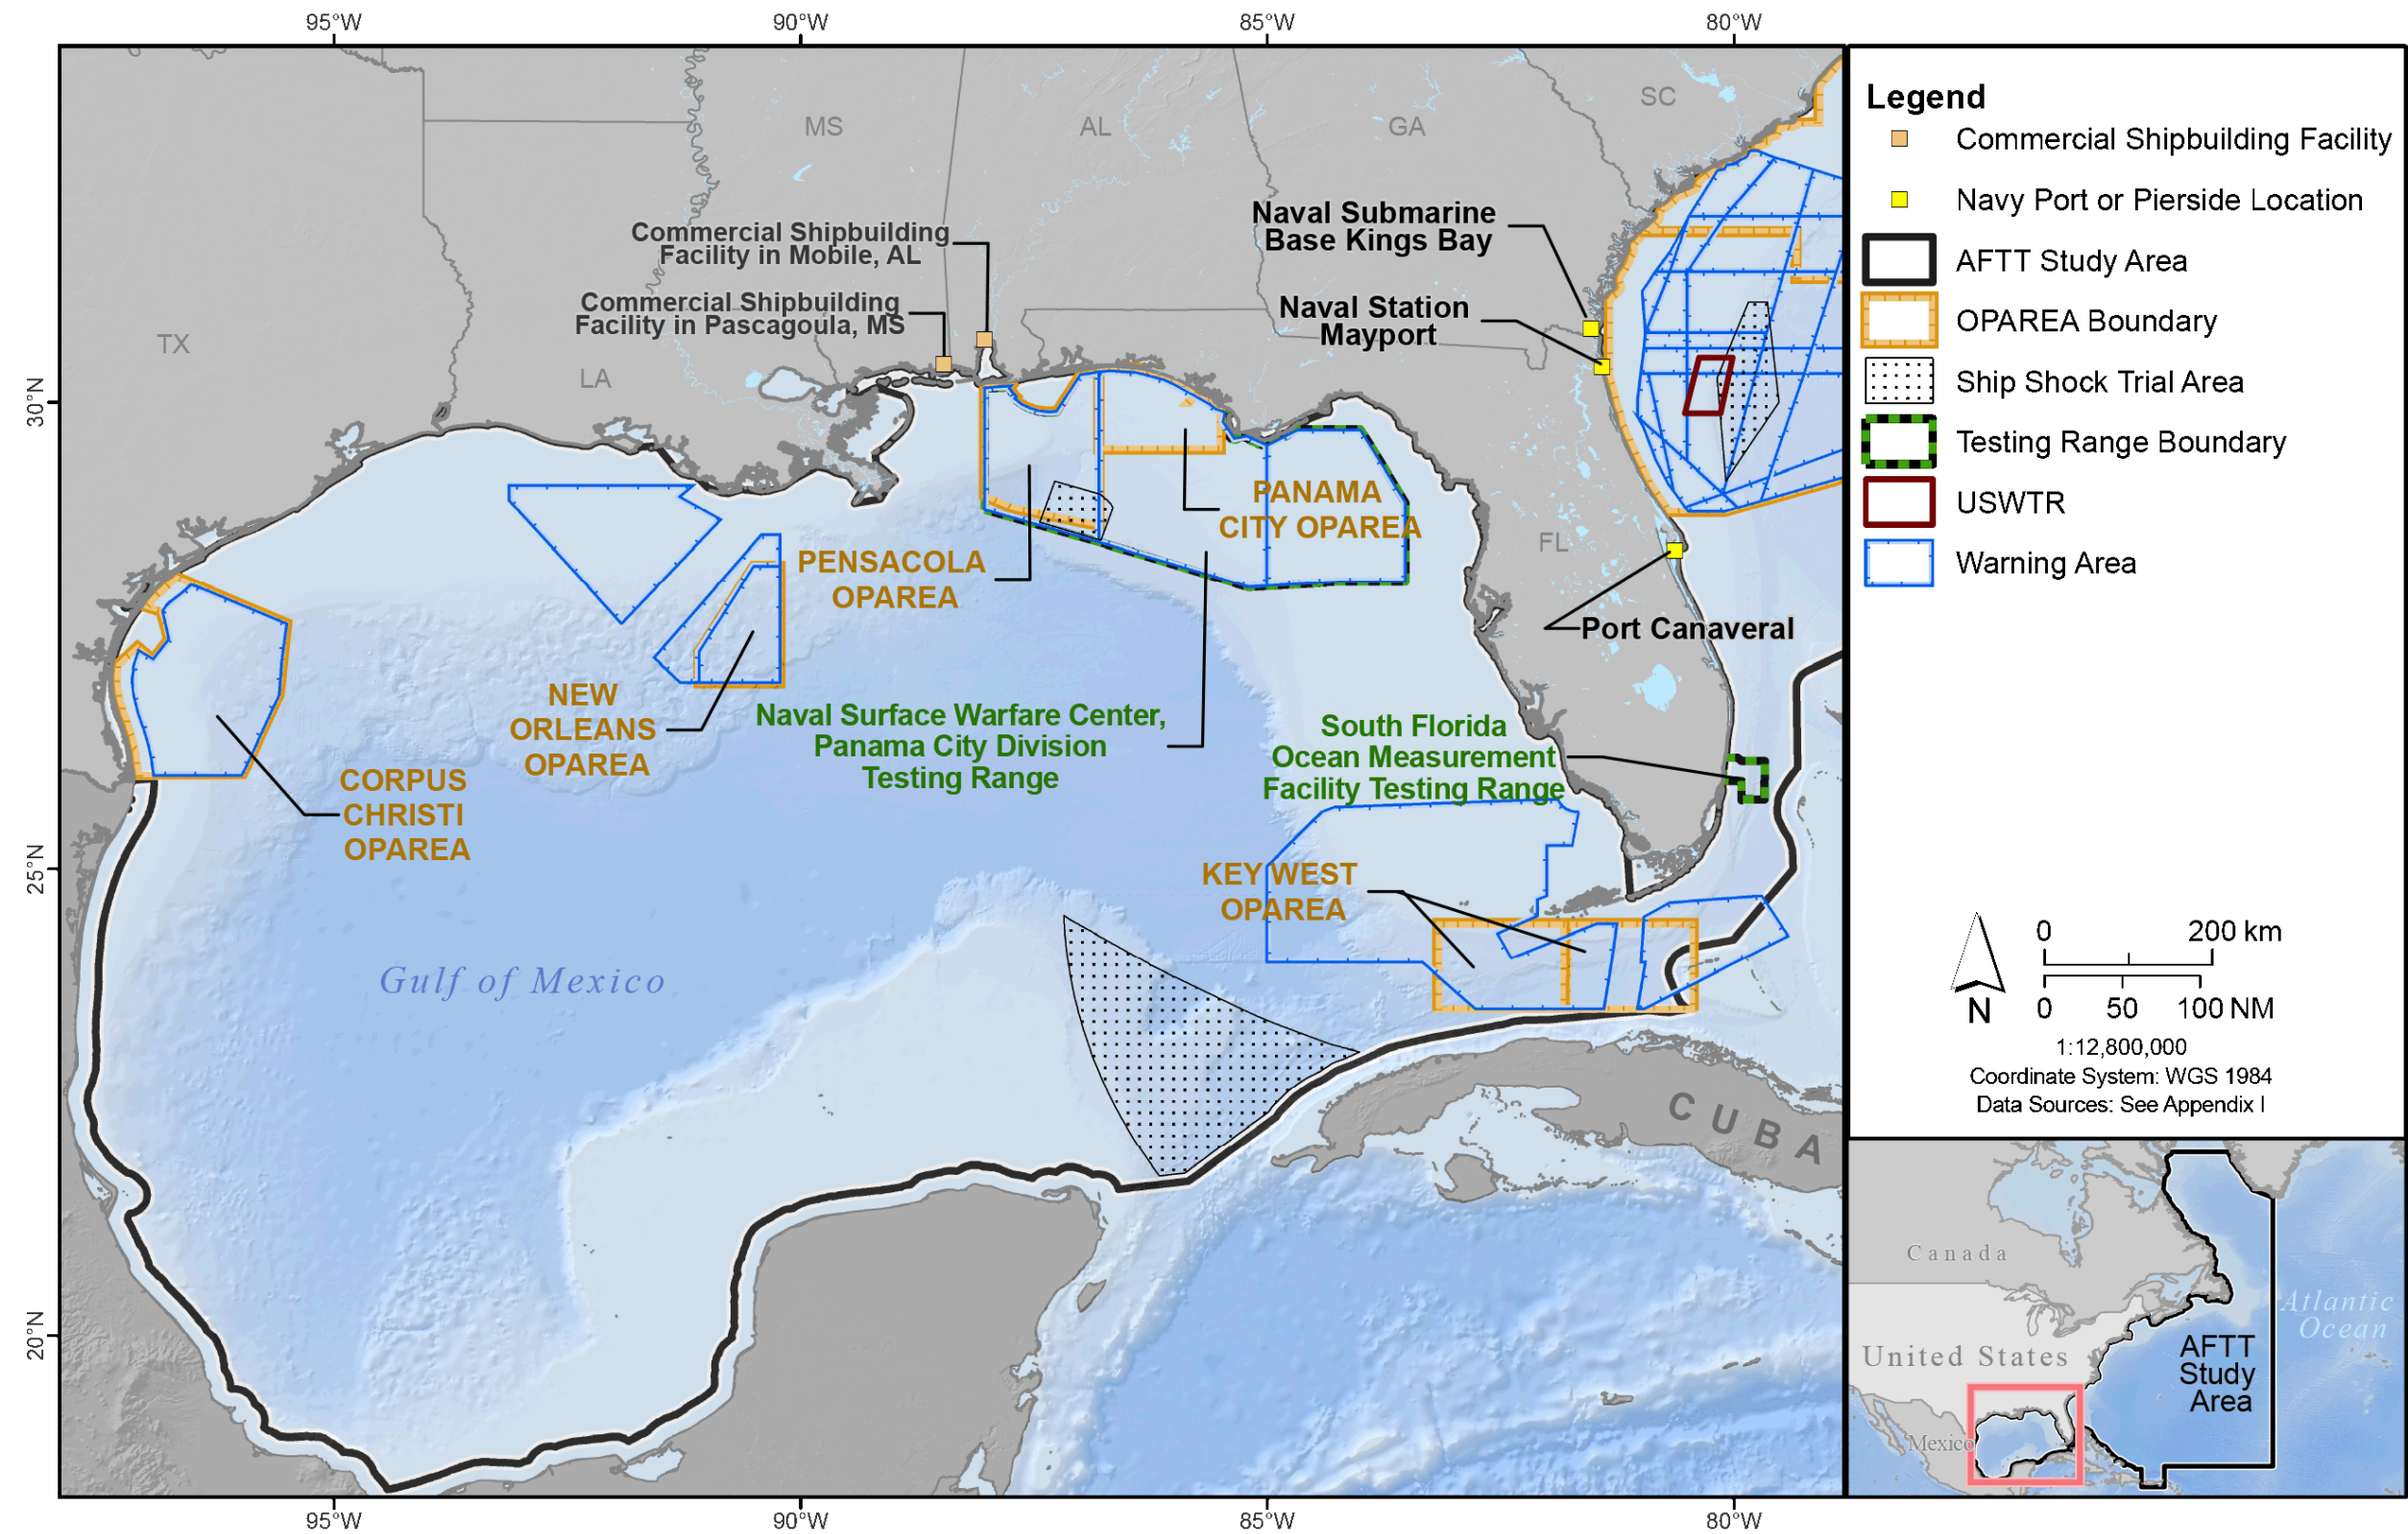 95°W
90°W
85°W
80°W
30°N
25°N
20°N
95°W
90°W
85°W
80°W
TX
LA
MS
AL
GA
SC
FL
Commercial Shipbuilding
Facility in Mobile, AL
Commercial Shipbuilding
Facility in Pascagoula, MS
Naval Submarine
Base Kings Bay
Naval Station
Mayport
PANAMA
CITY OPAREA
PENSACOLA
OPAREA
Port Canaveral
NEW
ORLEANS
OPAREA
Naval Surface Warfare Center,
Panama City Division
Testing Range
South Florida
Ocean Measurement
Facility Testing Range
CORPUS
CHRISTI
OPAREA
KEY WEST
OPAREA
Gulf of Mexico
CUBA
Legend
Commercial Shipbuilding Facility
Navy Port or Pierside Location
AFTT Study Area
OPAREA Boundary
Ship Shock Trial Area
Testing Range Boundary
USWTR
Warning Area
N
0 200 km
0 50 100 NM
1:12,800,000
Coordinate System: WGS 1984
Data Sources: See Appendix I
Canada
United States
Mexico
Atlantic
Ocean
AFTT
Study
Area